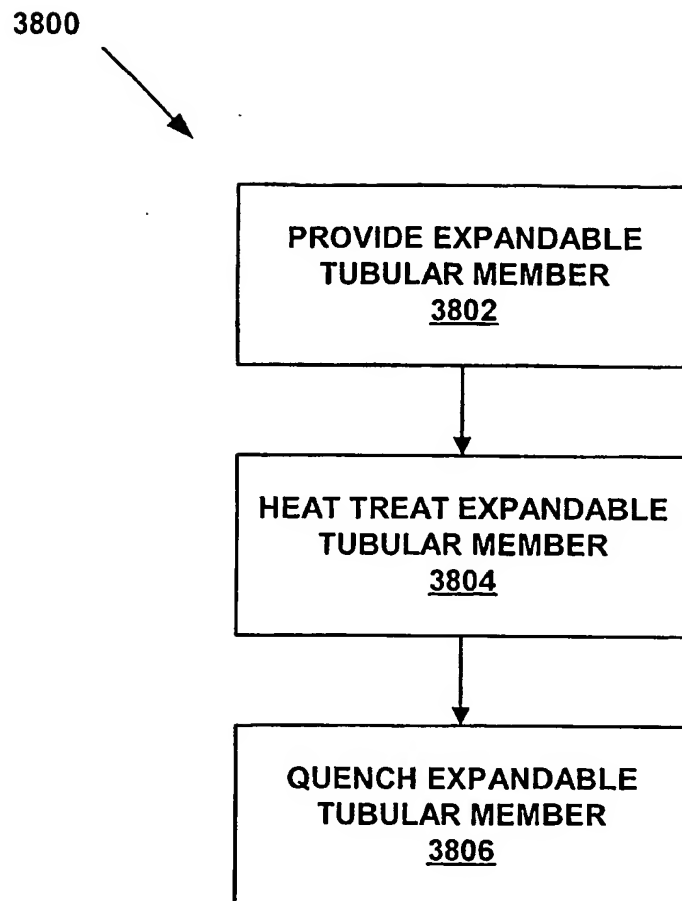 3800
PROVIDE EXPANDABLE
TUBULAR MEMBER
3802
HEAT TREAT EXPANDABLE
TUBULAR MEMBER
3804
QUENCH EXPANDABLE
TUBULAR MEMBER
3806